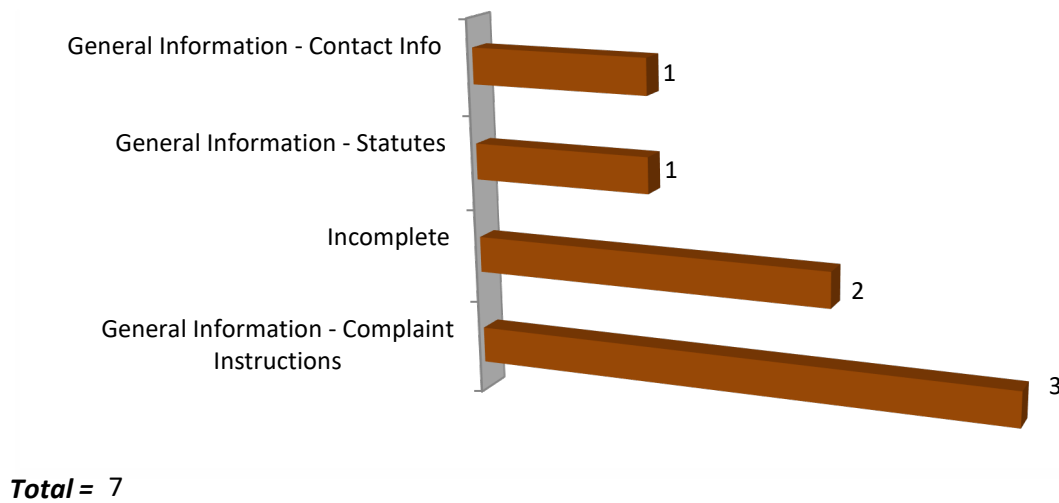 General Information - Contact Info
1
General Information - Statutes
1
Incomplete
2
General Information - Complaint
Instructions
3
Total = 7